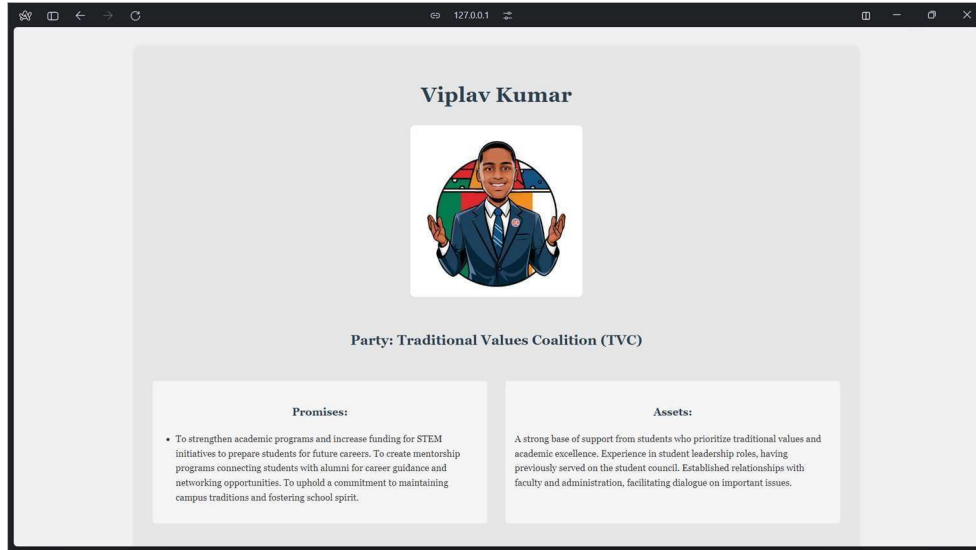 127.0.0.1
Viplav Kumar
Party: Traditional Values Coalition (TVC)
Promises:
• To strengthen academic programs and increase funding for STEM
initiatives to prepare students for future careers. To create mentorship
programs connecting students with alumni for career guidance and
networking opportunities. To uphold a commitment to maintaining
campus traditions and fostering school spirit.
Assets:
A strong base of support from students who prioritize traditional values and
academic excellence. Experience in student leadership roles, having
previously served on the student council. Established relationships with
faculty and administration, facilitating dialogue on important issues.